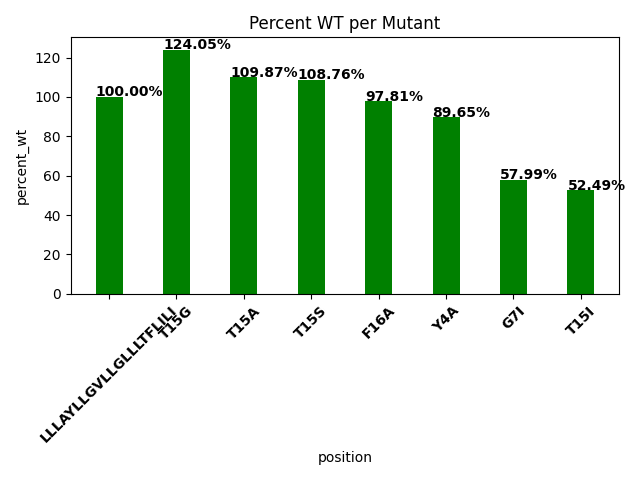 Percent WT per Mutant
percent_wt
120
100
80
60
40
20
0
100.00%
124.05%
109.87%
108.76%
97.81%
89.65%
57.99%
52.49%
LLLAYLLGVLLGLLLTFLILI
T15G
T15A
T15S
F16A
Y4A
G7I
T15I
position